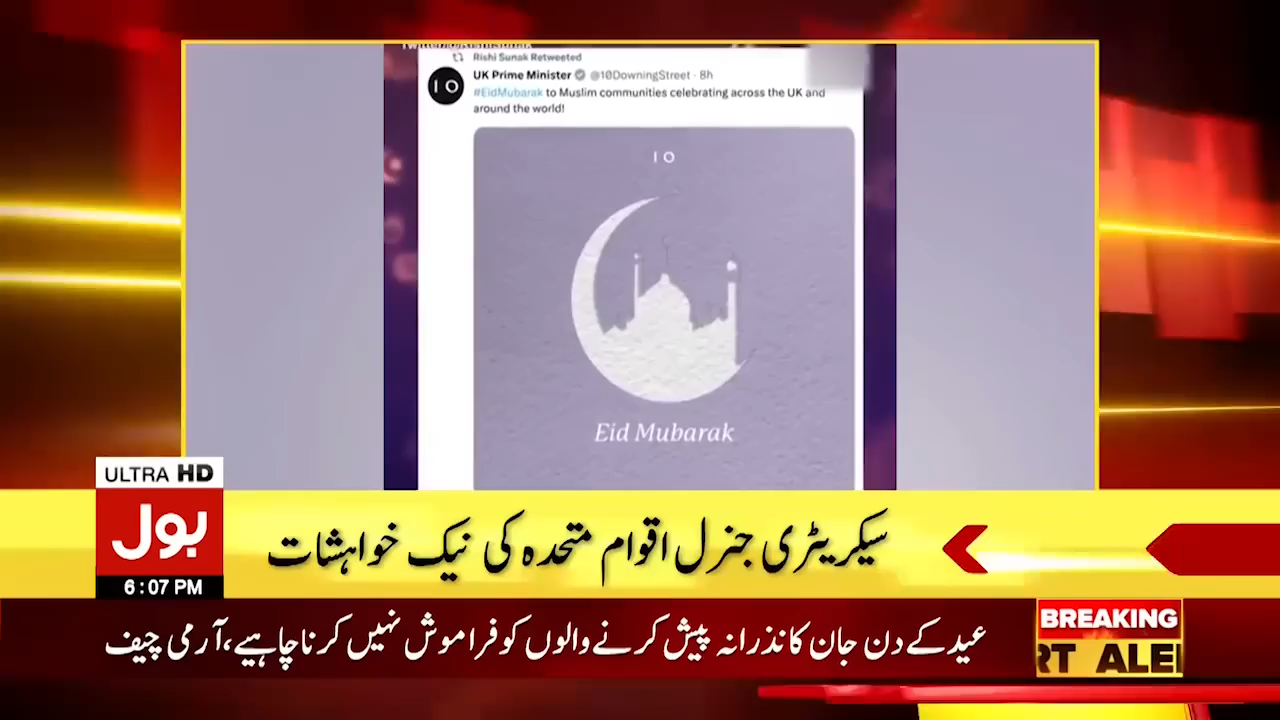 Rishi Sunak Retweeted
UK Prime Minister @10DowningStreet · 8h
#EidMubarak to Muslim communities celebrating across the UK and
around the world!
10
10
Eid Mubarak
ULTRA HD
بول
6:07 PM
سیکریٹری جنرل اقوام متحدہ کی نیک خواہشات
BREAKING
عید کے دن جان کا نذرانہ پیش کرنے والوں کو فراموش نہیں کرنا چاہیے، آرمی چیف